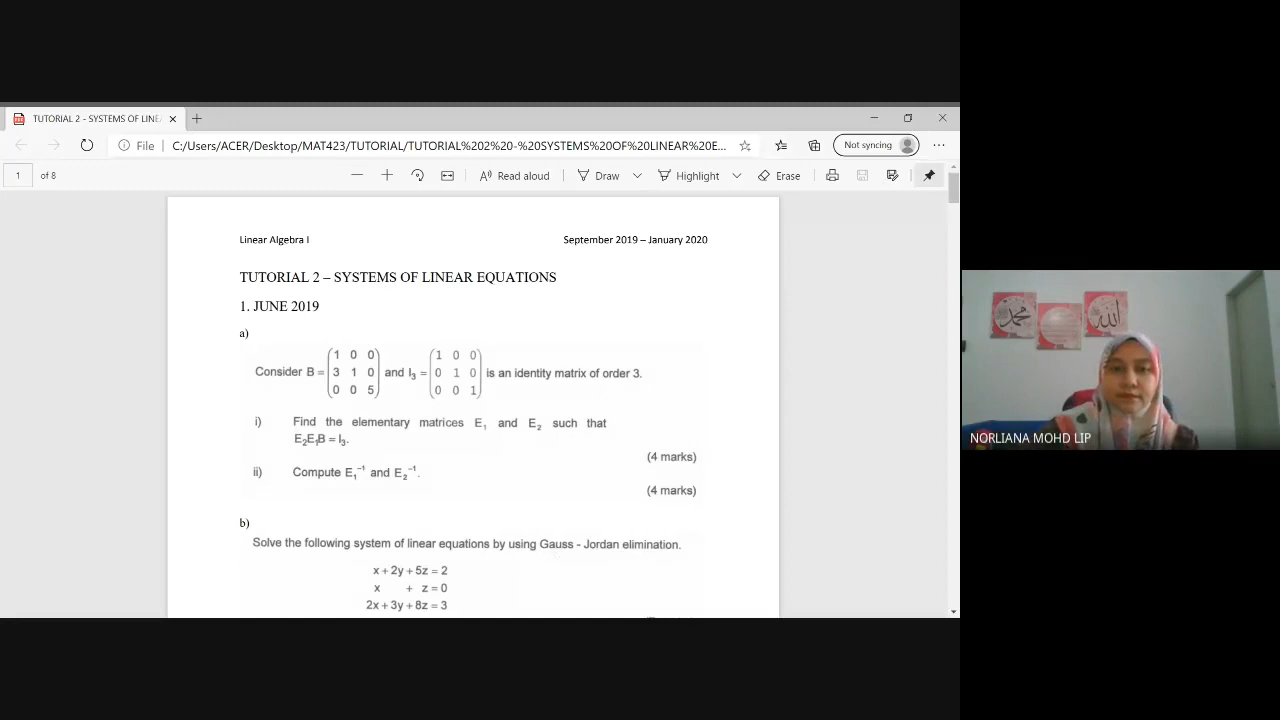 TUTORIAL 2 - SYSTEMS OF LINE
File C:/Users/ACER/Desktop/MAT423/TUTORIAL/TUTORIAL%202%20-%20SYSTEMS%20OF%20LINEAR%20E... Not syncing
1 of 8 Read aloud Draw Highlight Erase
Linear Algebra I September 2019 – January 2020
TUTORIAL 2 – SYSTEMS OF LINEAR EQUATIONS
1. JUNE 2019
a)
1 0 0 1 0 0
Consider B = 3 1 0 and I₃ = 0 1 0 is an identity matrix of order 3.
0 0 5 0 0 1
i) Find the elementary matrices E₁ and E₂ such that
E₂E₁B = I₃.
(4 marks)
ii) Compute E₁⁻¹ and E₂⁻¹.
(4 marks)
b)
Solve the following system of linear equations by using Gauss - Jordan elimination.
x + 2y + 5z = 2
x + z = 0
2x + 3y + 8z = 3
محمد
الله
NORLIANA MOHD LIP